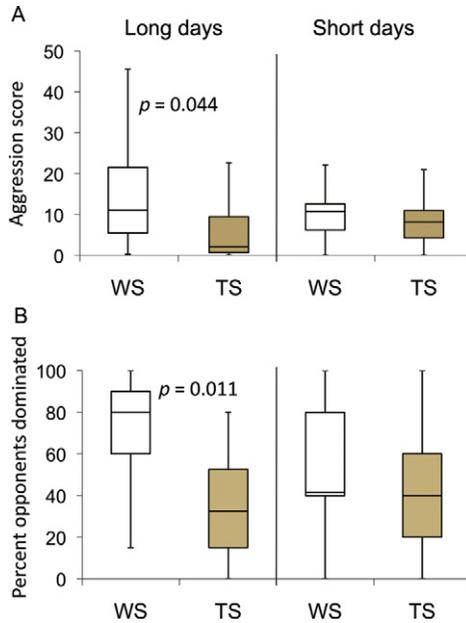 A
Long days
Short days
Aggression score
50
40
30
20
10
0
p = 0.044
WS
TS
WS
TS
B
Percent opponents dominated
100
80
60
40
20
0
p = 0.011
WS
TS
WS
TS